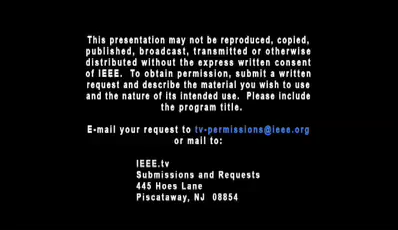 This presentation may not be reproduced, copied,
published, broadcast, transmitted or otherwise
distributed without the express written consent
of IEEE. To obtain permission, submit a written
request and describe the material you wish to use
and the nature of its intended use. Please include
the program title.
E-mail your request to tv-permissions@ieee.org
or mail to:
IEEE.tv
Submissions and Requests
445 Hoes Lane
Piscataway, NJ 08854